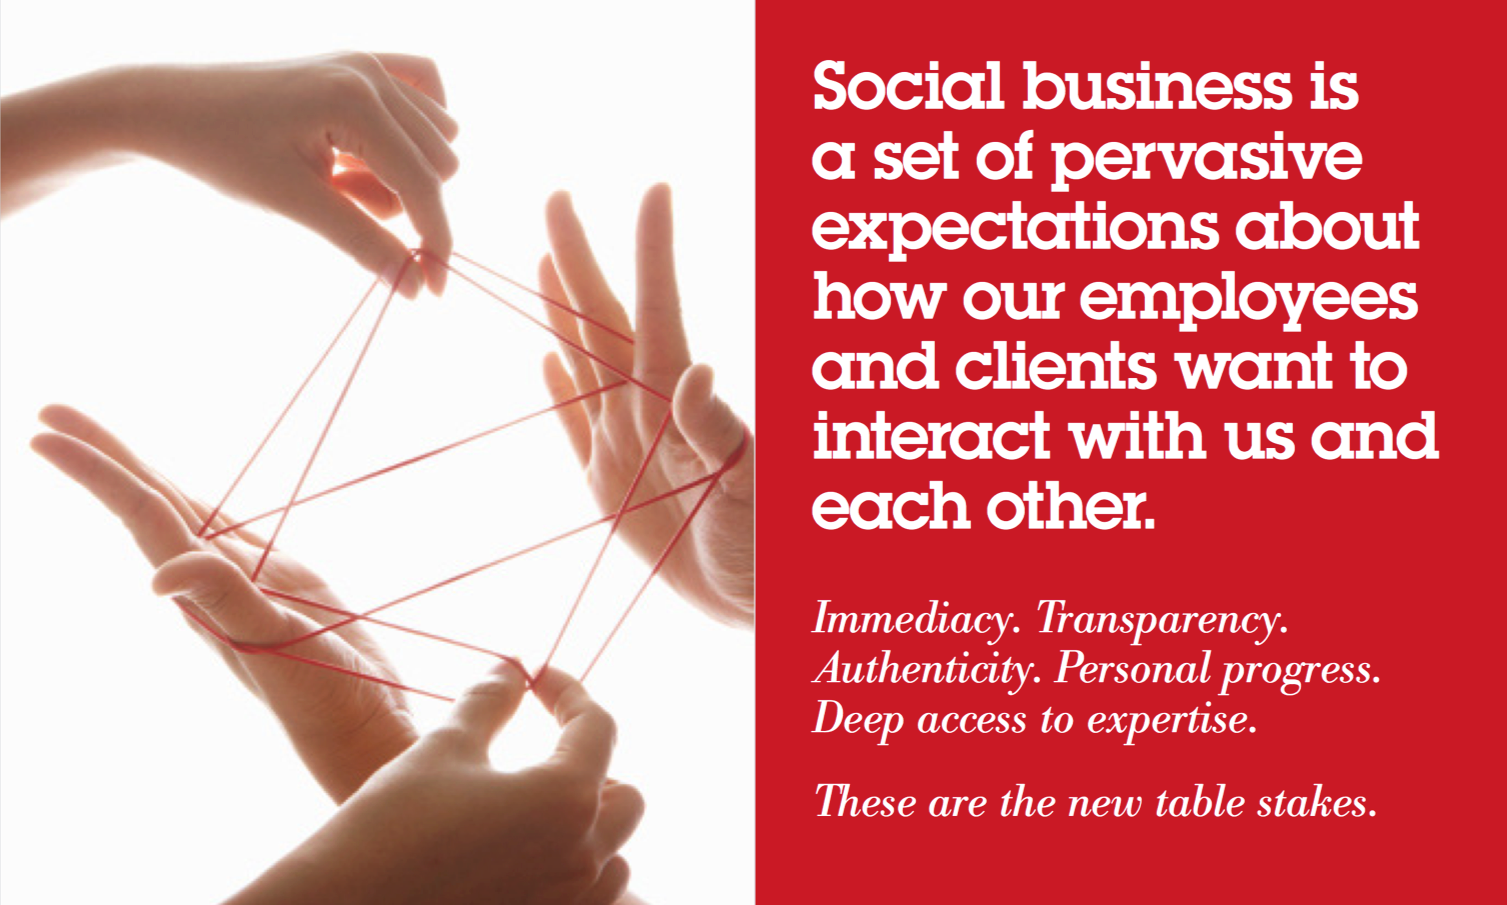 Social business is
a set of pervasive
expectations about
how our employees
and clients want to
interact with us and
each other.
Immediacy. Transparency.
Authenticity. Personal progress.
Deep access to expertise.
These are the new table stakes.